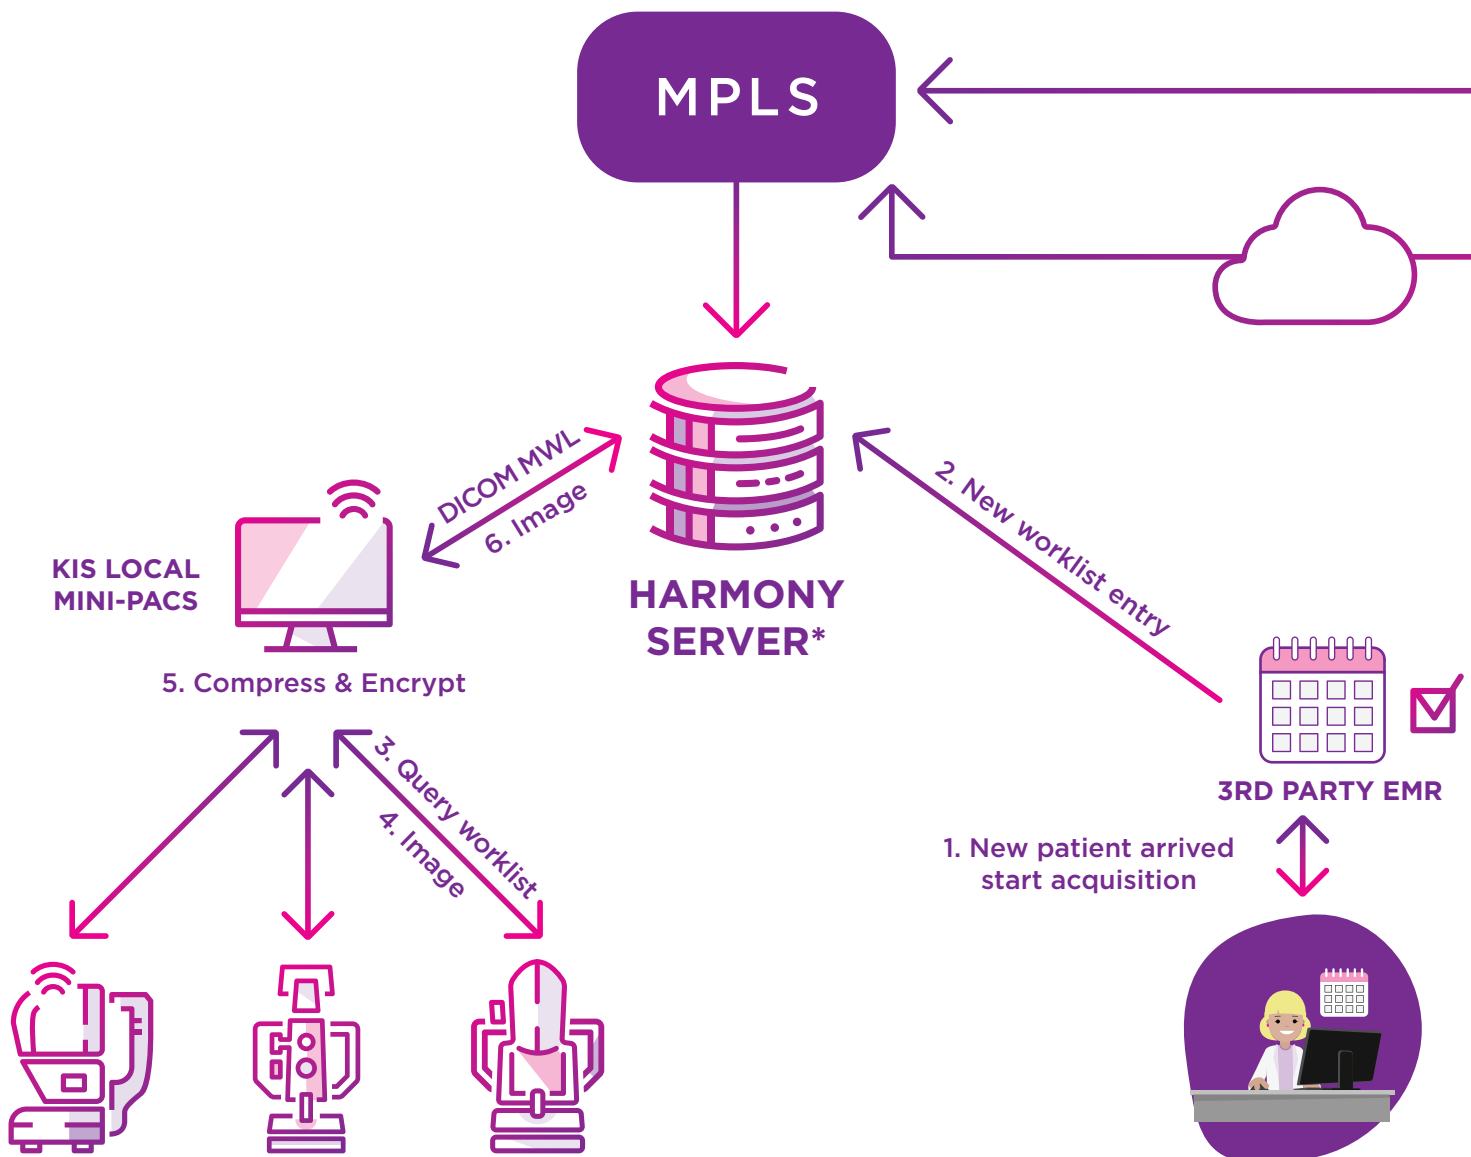 MPLS
DICOM MWL
6. Image
2. New worklist entry
KIS LOCAL
MINI-PACS
HARMONY
SERVER*
5. Compress & Encrypt
3. Query worklist
4. Image
3RD PARTY EMR
1. New patient arrived
start acquisition